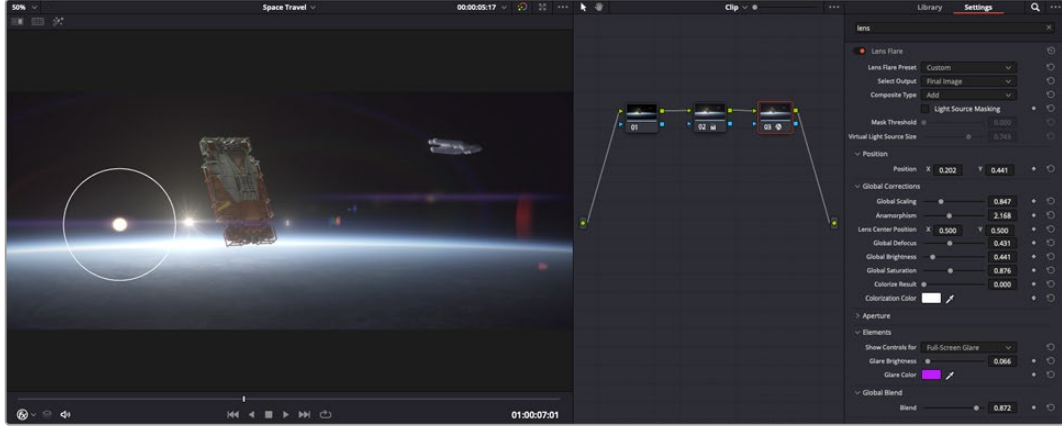 50%
Space Travel
00:00:05:17
Clip
Library
Settings
lens
Lens Flare
Lens Flare Preset Custom
Select Output Final Image
Composite Type Add
Light Source Masking
Mask Threshold 0.000
Virtual Light Source Size 0.743
Position
Position X 0.202 Y 0.441
Global Corrections
Global Scaling 0.847
Anamorphism 2.168
Lens Center Position X 0.500 Y 0.500
Global Defocus 0.431
Global Brightness 0.441
Global Saturation 0.876
Colorize Result 0.000
Colorization Color
Aperture
Elements
Show Controls for Full-Screen Glare
Glare Brightness 0.066
Glare Color
Global Blend
Blend 0.872
01
02
03
01:00:07:01